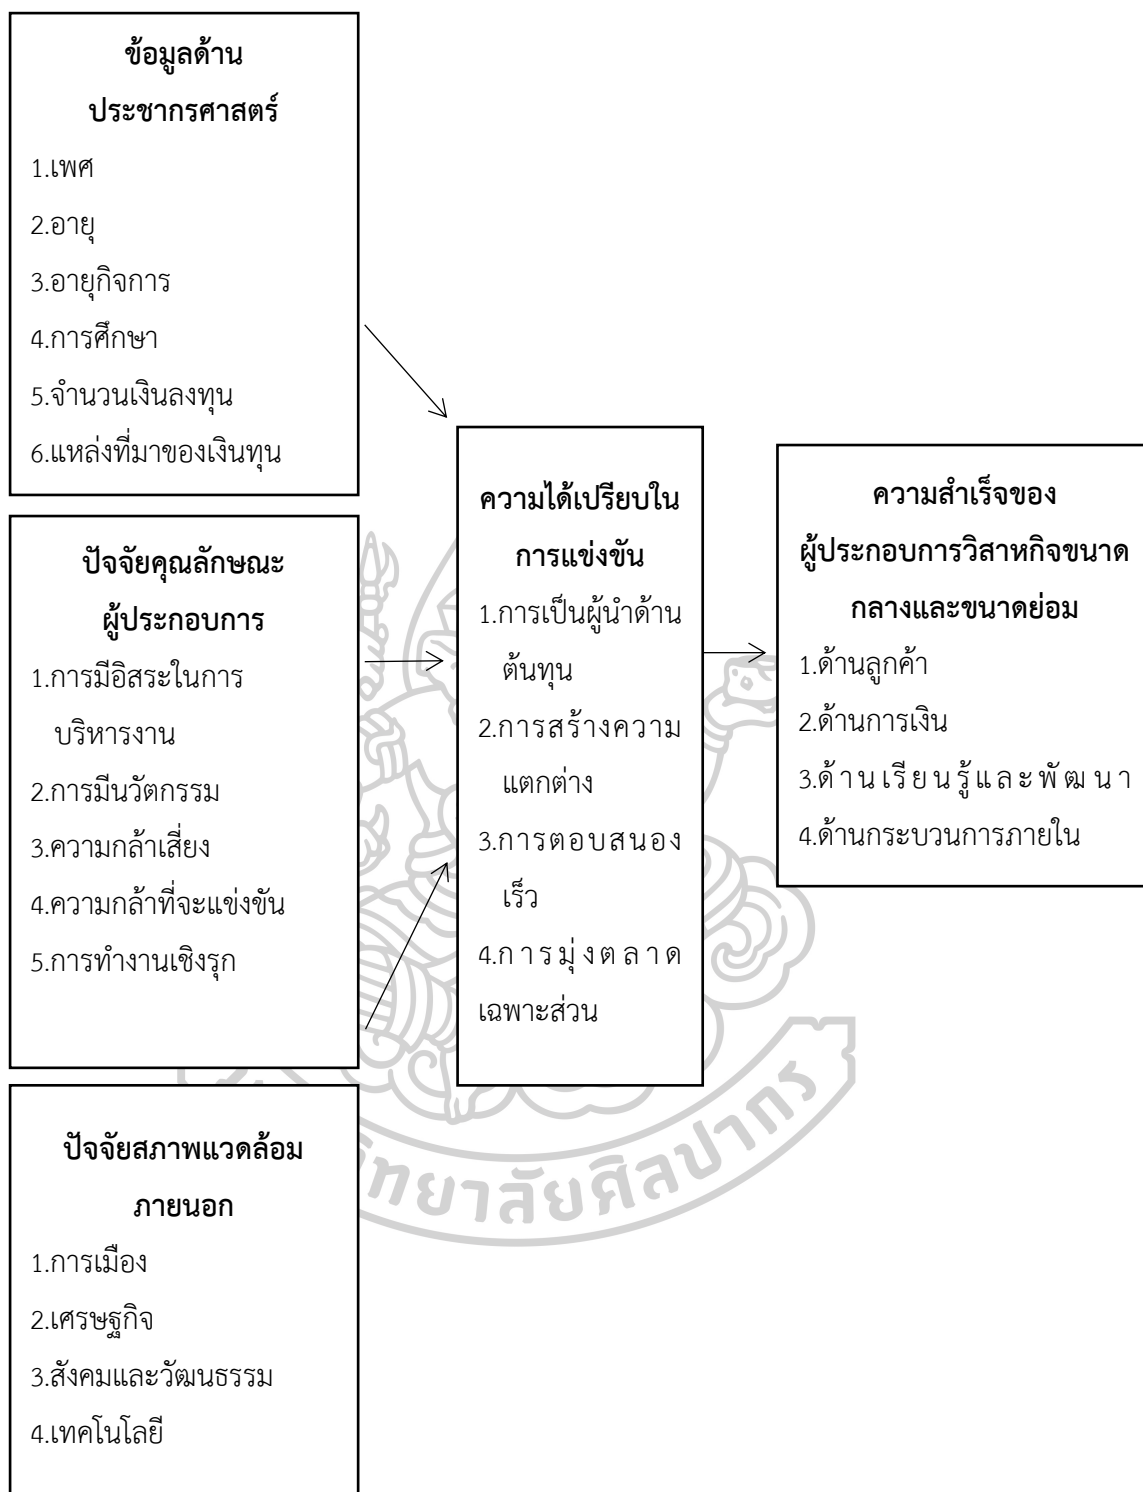 ข้อมูลด้าน
ประชากรศาสตร์
1.เพศ
2.อายุ
3.อายุกิจการ
4.การศึกษา
5.จำนวนเงินลงทุน
6.แหล่งที่มาของเงินทุน
ปัจจัยคุณลักษณะ
ผู้ประกอบการ
1.การมีอิสระในการ
บริหารงาน
2.การมีนวัตกรรม
3.ความกล้าเสี่ยง
4.ความกล้าที่จะแข่งขัน
5.การทำงานเชิงรุก
ปัจจัยสภาพแวดล้อม
ภายนอก
1.การเมือง
2.เศรษฐกิจ
3.สังคมและวัฒนธรรม
4.เทคโนโลยี
ความได้เปรียบใน
การแข่งขัน
1.การเป็นผู้นำด้าน
ต้นทุน
2.การสร้างความ
แตกต่าง
3.การตอบสนอง
เร็ว
4.การมุ่งตลาด
เฉพาะส่วน
ความสำเร็จของ
ผู้ประกอบการวิสาหกิจขนาด
กลางและขนาดย่อม
1.ด้านลูกค้า
2.ด้านการเงิน
3.ด้านเรียนรู้และพัฒนา
4.ด้านกระบวนการภายใน
ทยาลัยศิลปากร